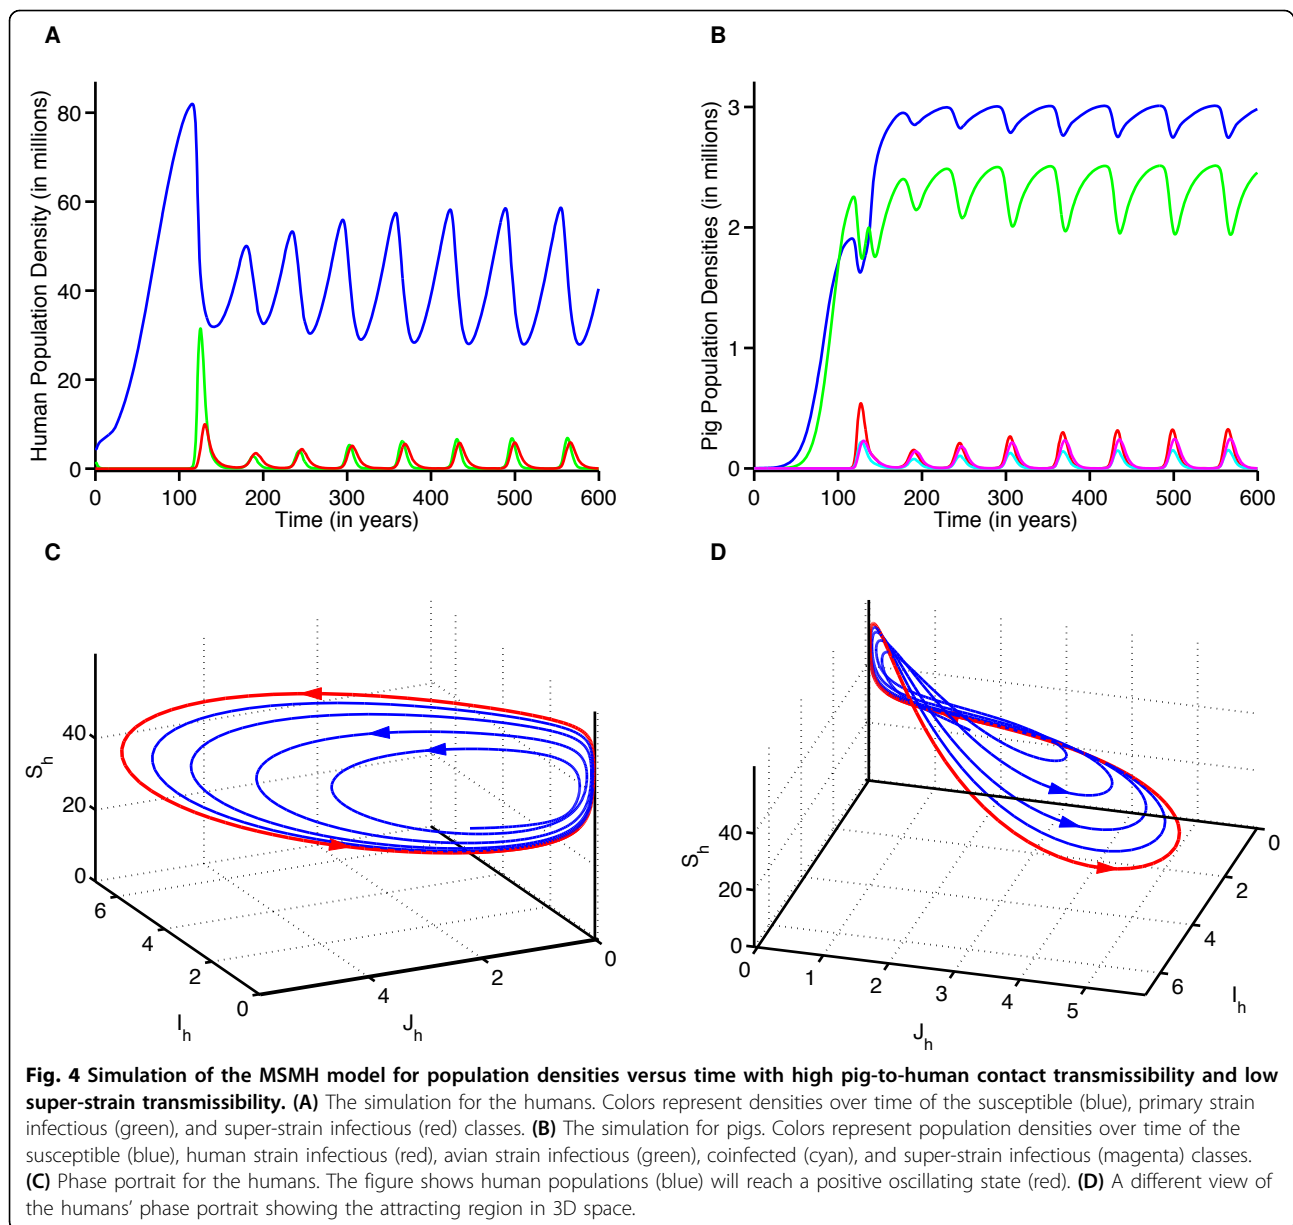 A
B
Human Population Density (in millions)
80
60
40
20
0
0 100 200 300 400 500 600
Time (in years)
Pig Population Densities (in millions)
3
2
1
0
0 100 200 300 400 500 600
Time (in years)
C
D
S_h
40
20
0
6
4
2
0
I_h
4
2
0
J_h
S_h
40
20
0
0
1
2
3
4
5
J_h
0
2
4
6
I_h
Fig. 4 Simulation of the MSMH model for population densities versus time with high pig-to-human contact transmissibility and low
super-strain transmissibility. (A) The simulation for the humans. Colors represent densities over time of the susceptible (blue), primary strain
infectious (green), and super-strain infectious (red) classes. (B) The simulation for pigs. Colors represent population densities over time of the
susceptible (blue), human strain infectious (red), avian strain infectious (green), coinfected (cyan), and super-strain infectious (magenta) classes.
(C) Phase portrait for the humans. The figure shows human populations (blue) will reach a positive oscillating state (red). (D) A different view of
the humans' phase portrait showing the attracting region in 3D space.